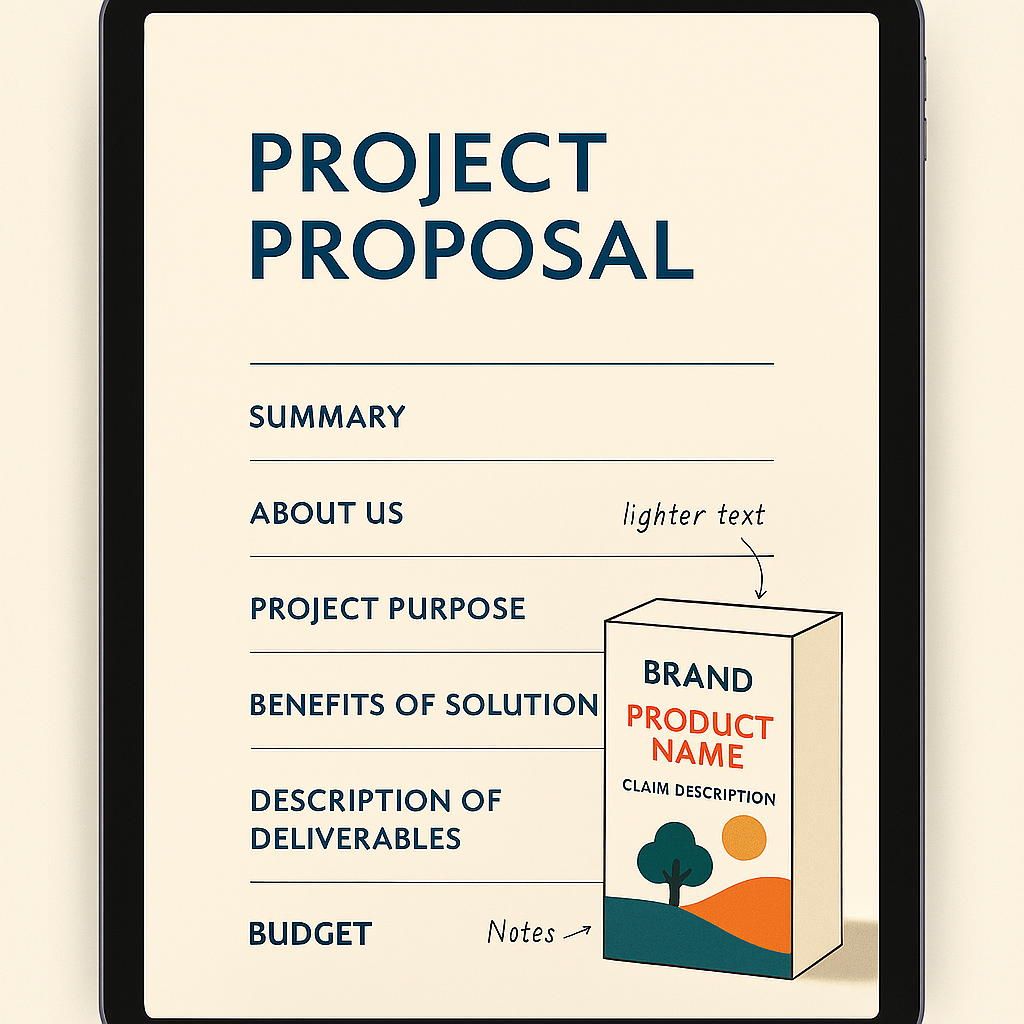 PROJECT
PROPOSAL
SUMMARY
ABOUT US
lighter text
PROJECT PURPOSE
BENEFITS OF SOLUTION
DESCRIPTION OF
DELIVERABLES
BUDGET
Notes
BRAND
PRODUCT
NAME
CLAIM DESCRIPTION